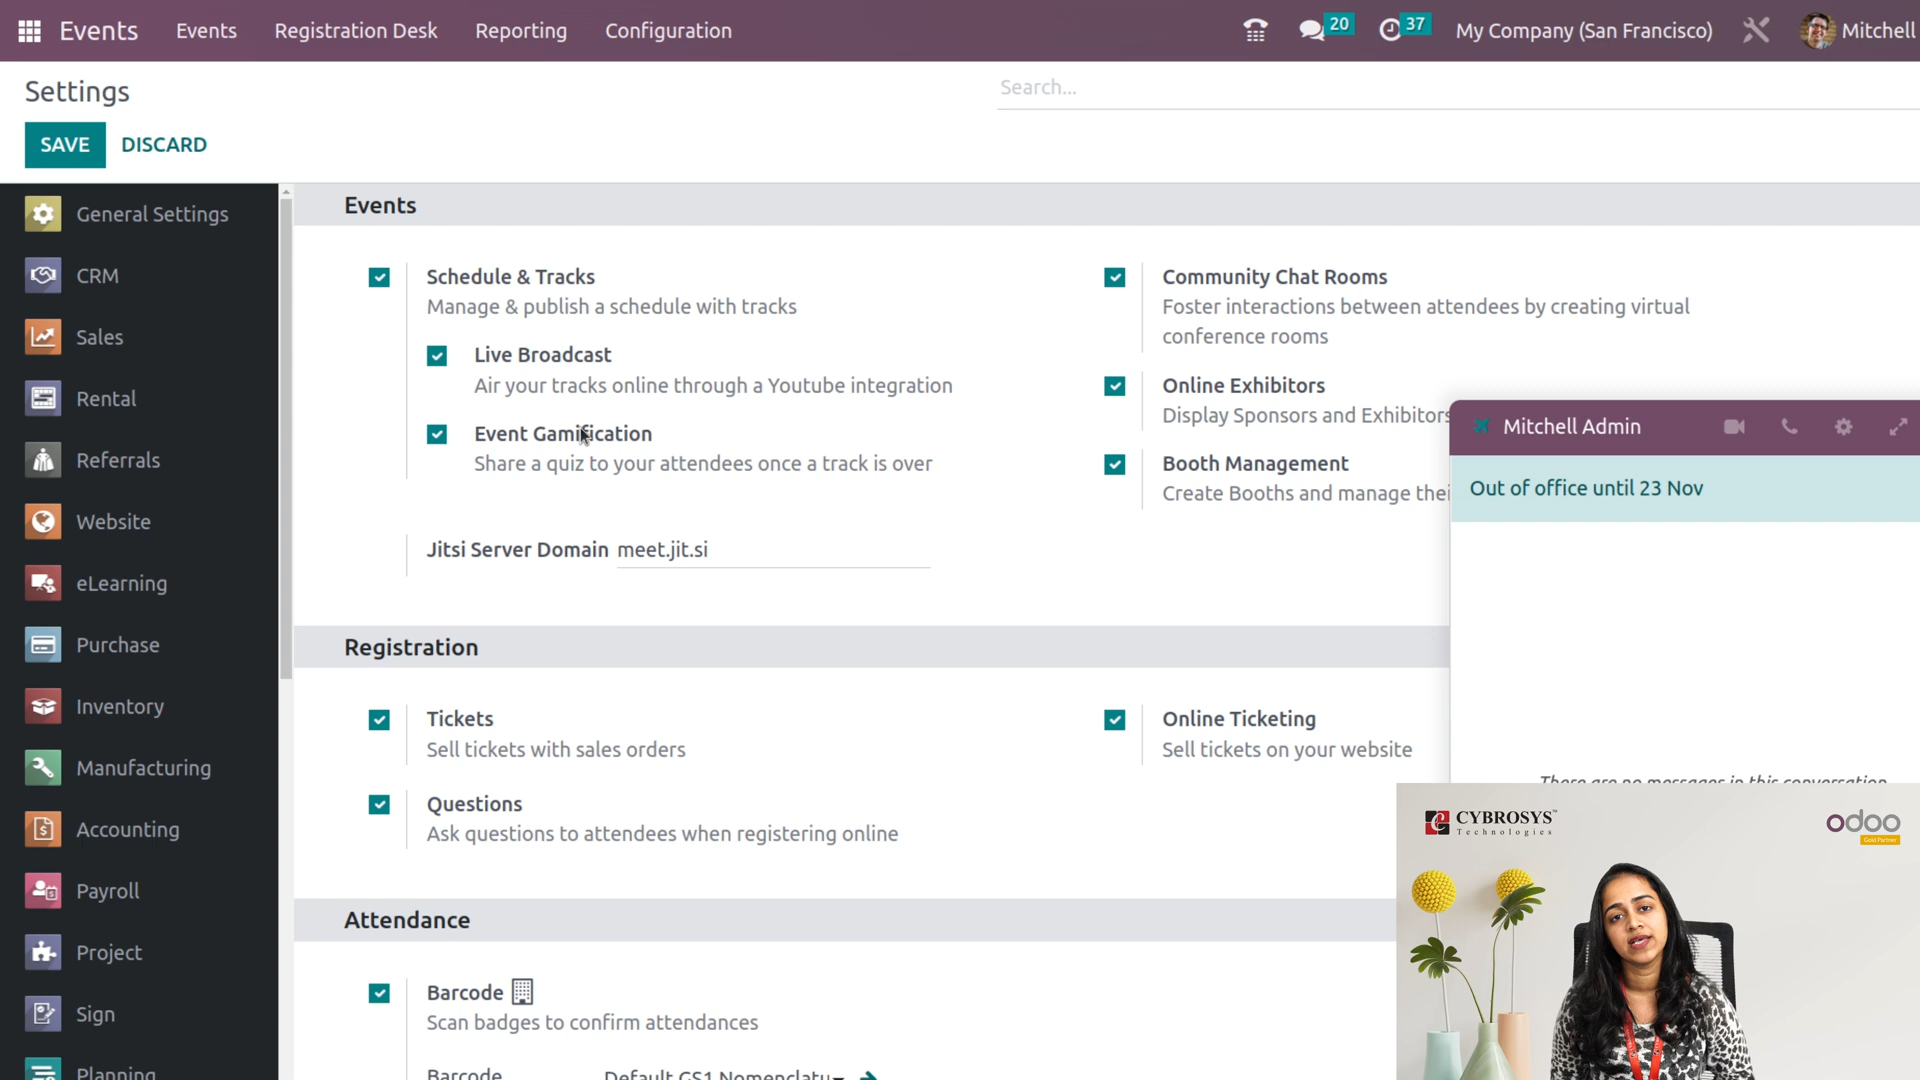 Events Events Registration Desk Reporting Configuration 20 37 My Company (San Francisco) Mitchell
Settings
Search...
SAVE DISCARD
General Settings
CRM
Sales
Rental
Referrals
Website
eLearning
Purchase
Inventory
Manufacturing
Accounting
Payroll
Project
Sign
Planning
Events
Schedule & Tracks
Manage & publish a schedule with tracks
Live Broadcast
Air your tracks online through a Youtube integration
Event Gamification
Share a quiz to your attendees once a track is over
Jitsi Server Domain meet.jit.si
Community Chat Rooms
Foster interactions between attendees by creating virtual
conference rooms
Online Exhibitors
Display Sponsors and Exhibitors
Booth Management
Create Booths and manage thei
Registration
Tickets
Sell tickets with sales orders
Online Ticketing
Sell tickets on your website
Questions
Ask questions to attendees when registering online
Attendance
Barcode
Scan badges to confirm attendances
Barcode Default GS1 Nomenclatu
Mitchell Admin
Out of office until 23 Nov
There are no messages in this conversation
CYBROSYS™
Technologies
odoo
Gold Partner